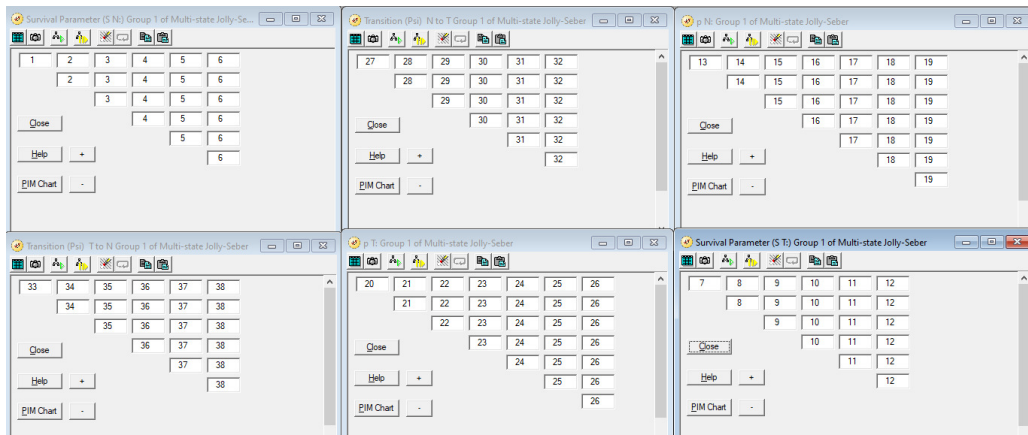 Survival Parameter (S N:) Group 1 of Multi-state Jolly-Se...
1 2 3 4 5 6
2 3 4 5 6
3 4 5 6
4 5 6
Close
5 6
Help + 6
PIM Chart -
Transition (Psi) N to T Group 1 of Multi-state Jolly-Seber
27 28 29 30 31 32
28 29 30 31 32
29 30 31 32
30 31 32
Close
31 32
Help + 32
PIM Chart -
p N: Group 1 of Multi-state Jolly-Seber
13 14 15 16 17 18 19
14 15 16 17 18 19
15 16 17 18 19
16 17 18 19
Close
17 18 19
Help + 18 19
PIM Chart - 19
Transition (Psi) T to N Group 1 of Multi-state Jolly-Seber
33 34 35 36 37 38
34 35 36 37 38
35 36 37 38
36 37 38
Close
37 38
Help + 38
PIM Chart -
p T: Group 1 of Multi-state Jolly-Seber
20 21 22 23 24 25 26
21 22 23 24 25 26
22 23 24 25 26
23 24 25 26
Close
24 25 26
Help + 25 26
PIM Chart - 26
Survival Parameter (S T:) Group 1 of Multi-state Jolly-Seber
7 8 9 10 11 12
8 9 10 11 12
9 10 11 12
10 11 12
Close
11 12
Help + 12
PIM Chart -